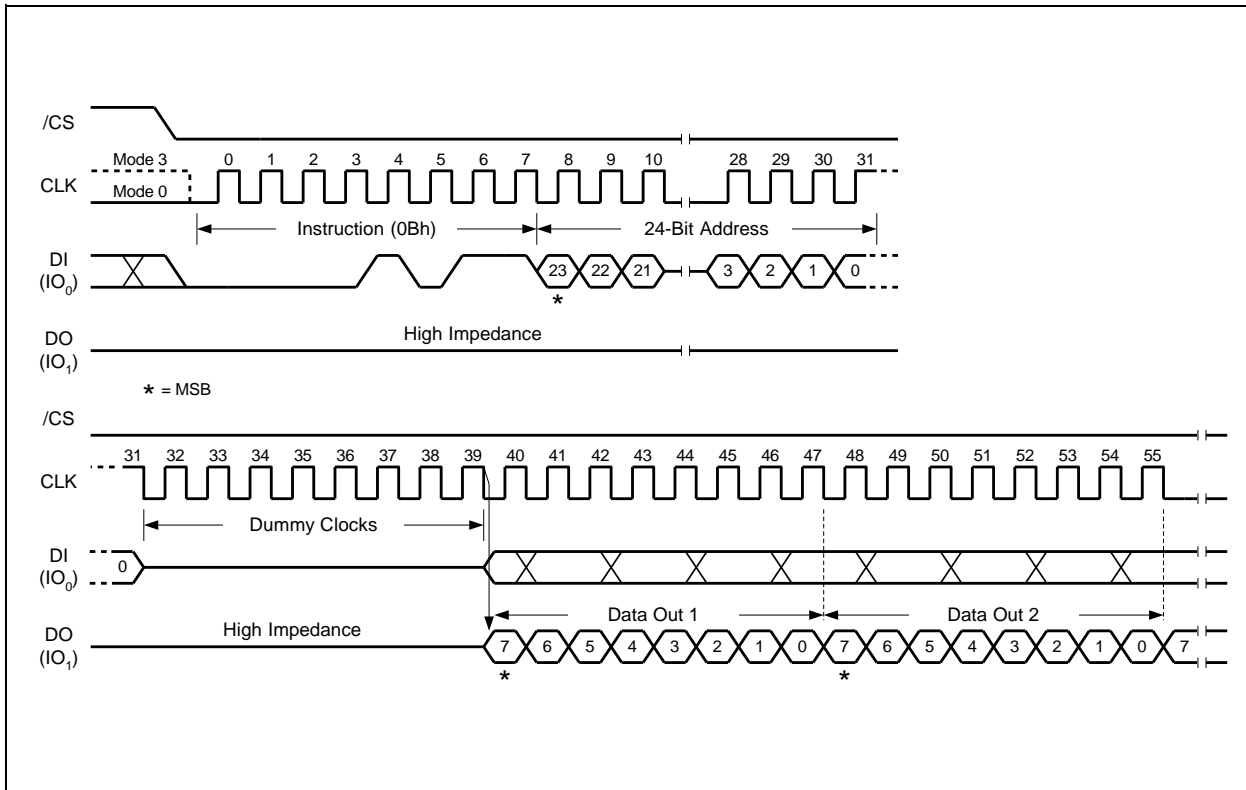 /CS
Mode 3 0 1 2 3 4 5 6 7 8 9 10 28 29 30 31
CLK
Mode 0
Instruction (0Bh) 24-Bit Address
DI
(IO0)
23 22 21 3 2 1 0
*
DO
(IO1)
High Impedance
* = MSB
/CS
31 32 33 34 35 36 37 38 39 40 41 42 43 44 45 46 47 48 49 50 51 52 53 54 55
CLK
Dummy Clocks
DI
(IO0)
0
Data Out 1 Data Out 2
DO
(IO1)
High Impedance
7 6 5 4 3 2 1 0 7 6 5 4 3 2 1 0 7
* *